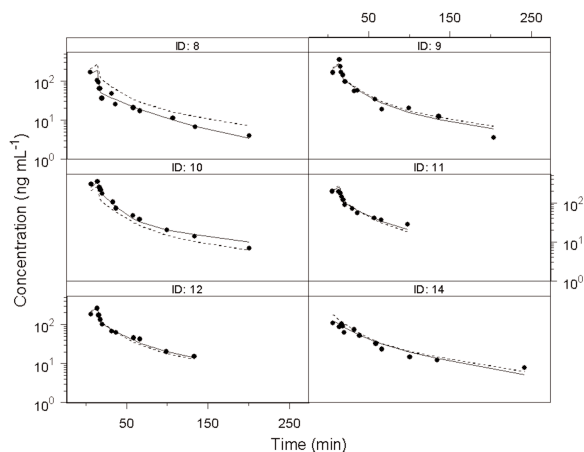 50 150 250
ID: 8 ID: 9
10² 10¹ 10⁰
ID: 10 ID: 11
10² 10¹ 10⁰
ID: 12 ID: 14
10² 10¹ 10⁰
50 150 250
Concentration (ng mL⁻¹)
Time (min)